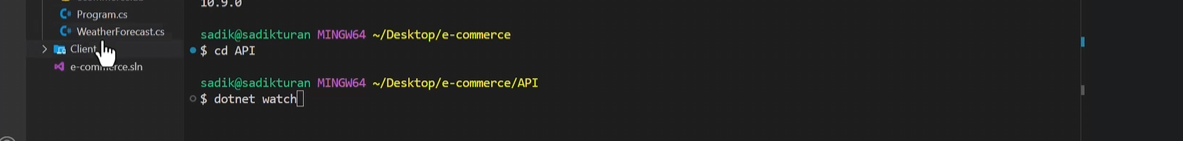 Program.cs
WeatherForecast.cs
Client
e-commerce.sln
10.9.0
sadik@sadikturan MINGW64 ~/Desktop/e-commerce
$ cd API
sadik@sadikturan MINGW64 ~/Desktop/e-commerce/API
$ dotnet watch